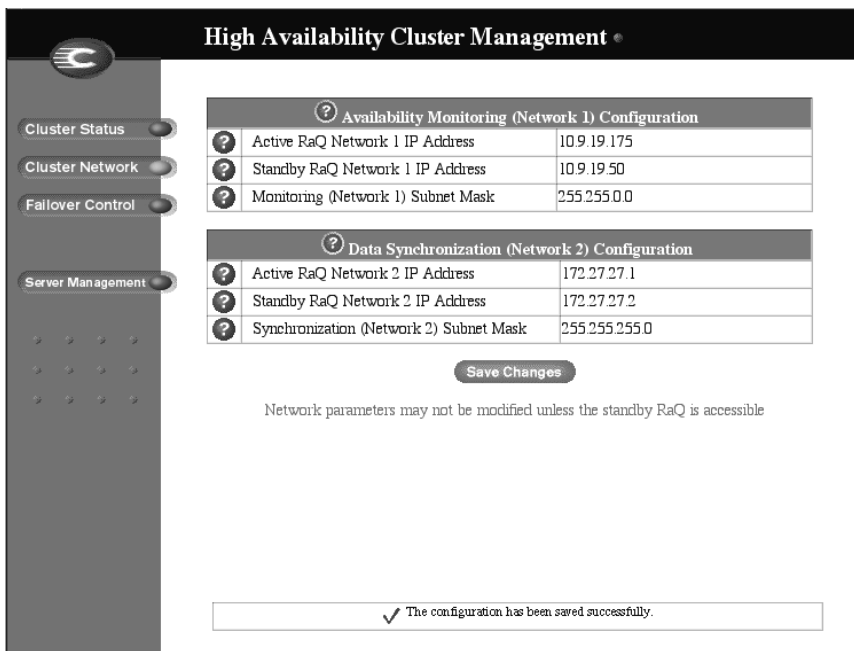 High Availability Cluster Management
Cluster Status
Cluster Network
Failover Control
Server Management
? Availability Monitoring (Network 1) Configuration
? Active RaQ Network 1 IP Address 10.9.19.175
? Standby RaQ Network 1 IP Address 10.9.19.50
? Monitoring (Network 1) Subnet Mask 255.255.0.0
? Data Synchronization (Network 2) Configuration
? Active RaQ Network 2 IP Address 172.27.27.1
? Standby RaQ Network 2 IP Address 172.27.27.2
? Synchronization (Network 2) Subnet Mask 255.255.255.0
Save Changes
Network parameters may not be modified unless the standby RaQ is accessible
The configuration has been saved successfully.